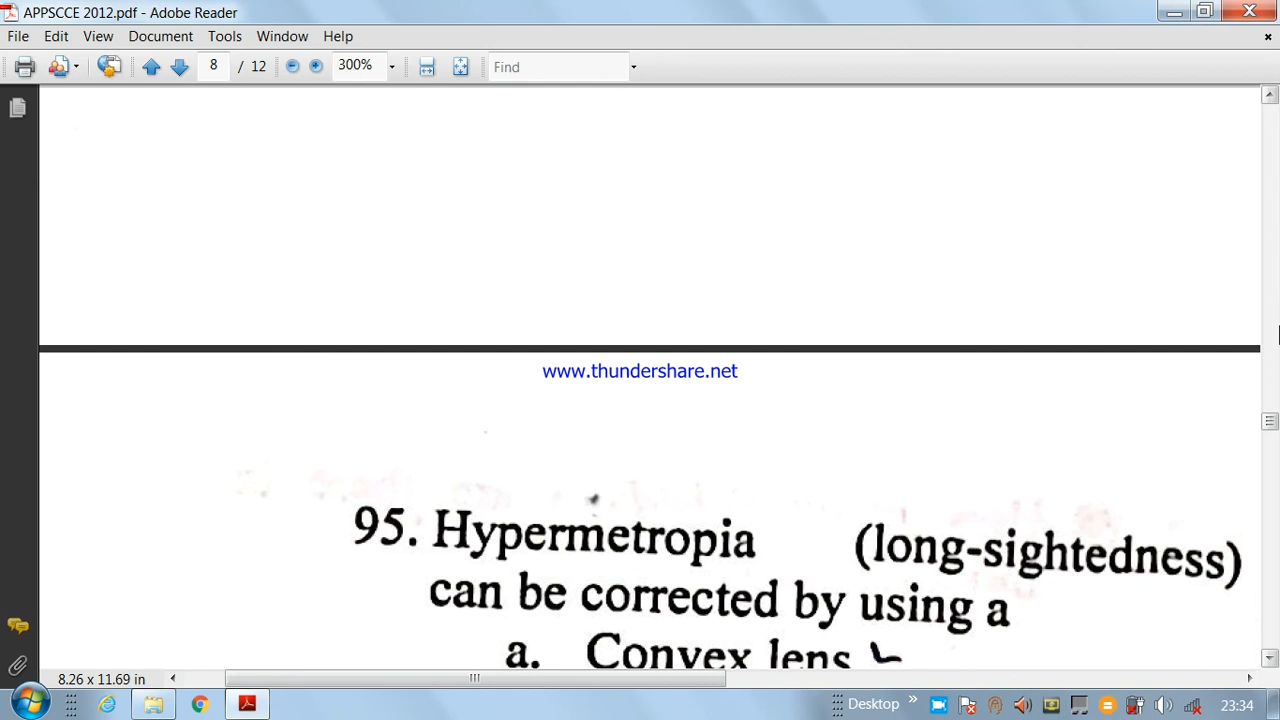 APPSCCE 2012.pdf - Adobe Reader
File Edit View Document Tools Window Help
8 / 12 300% Find
www.thundershare.net
95. Hypermetropia (long-sightedness)
can be corrected by using a
a. Convex lens
8.26 x 11.69 in
Desktop » 23:34